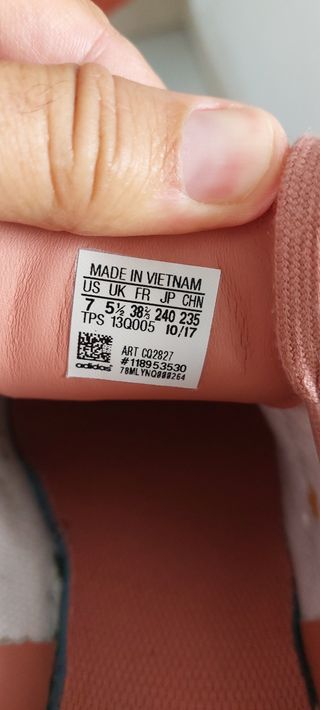 MADE IN VIETNAM
US UK FR JP CHN
7 5½ 38⅔ 240 235
TPS 13Q005 10/17
ART CQ2827
#118953530
adidas